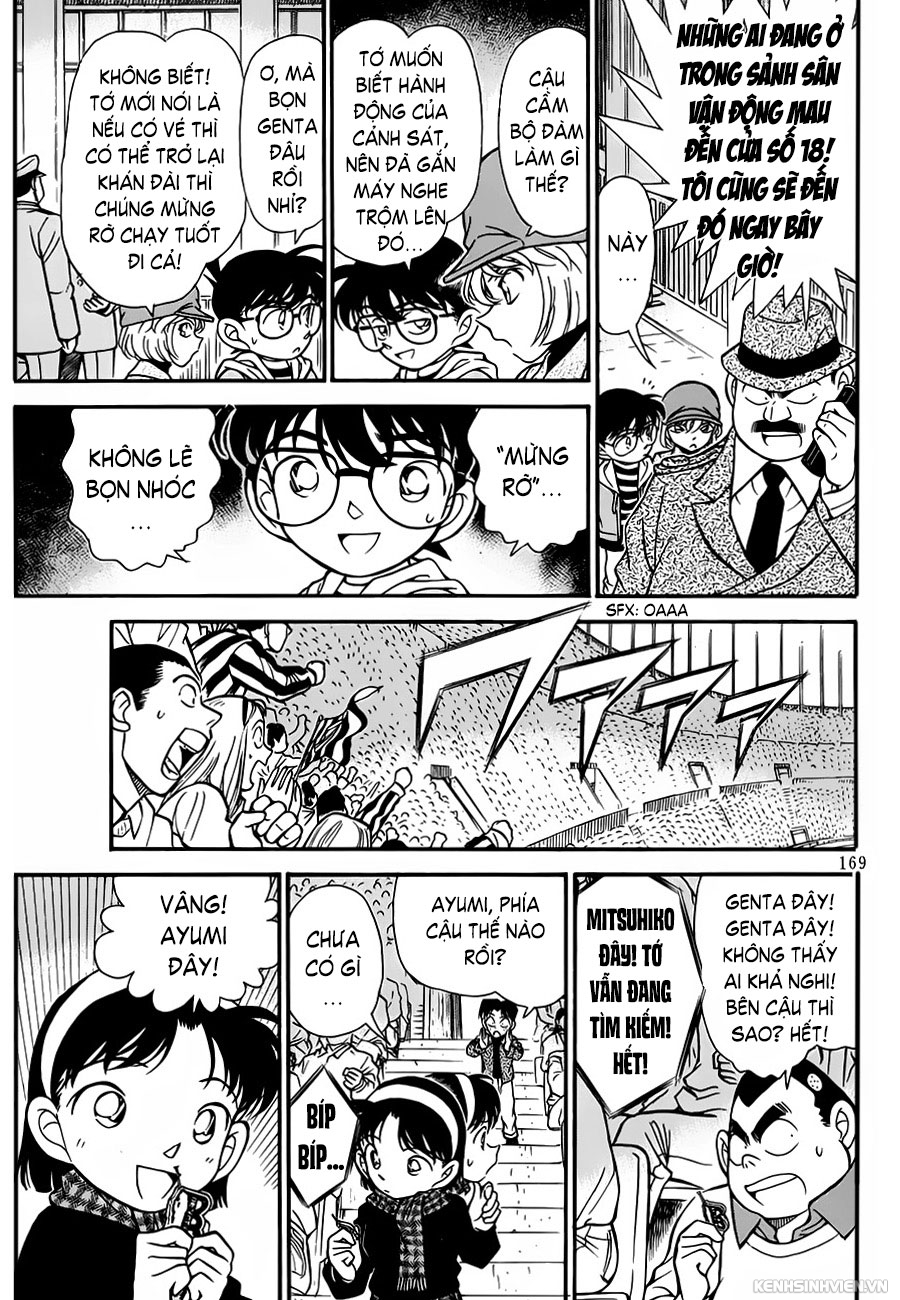 NHỮNG AI ĐANG Ở
TRONG SẢNH SÂN
VẬN ĐỘNG MAU
ĐẾN CỬA SỐ 18!
TÔI CŨNG SẼ ĐẾN
ĐÓ NGAY BÂY
GIỜ!
NÀY
...
CẬU
CẦM
BỘ ĐÀM
LÀM GÌ
THẾ?
TỚ MUỐN
BIẾT HÀNH
ĐỘNG CỦA
CẢNH SÁT,
NÊN ĐÃ GẮN
MÁY NGHE
TRỘM LÊN
ĐÓ...
Ơ, MÀ
BỌN
GENTA
ĐÂU
RỒI
NHỈ?
KHÔNG BIẾT!
TỚ MỚI NÓI LÀ
NẾU CÓ VÉ THÌ
CÓ THỂ TRỞ LẠI
KHÁN ĐÀI THÌ
CHÚNG MỪNG
RỠ CHẠY TUỐT
ĐI CẢ!
"MỪNG
RỠ"...
KHÔNG LẼ
BỌN NHÓC
...
SFX: OAAA
アアアア
169
GENTA ĐÂY!
GENTA ĐÂY!
KHÔNG THẤY
AI KHẢ NGHI!
BÊN CẬU THÌ
SAO? HẾT!
MITSUHIKO
ĐÂY! TỚ
VẪN ĐANG
TÌM KIẾM!
HẾT!
AYUMI, PHÍA
CẬU THẾ NÀO
RỒI?
CHƯA
CÓ GÌ
...
BÍP
BÍP...
VÂNG!
AYUMI
ĐÂY!
KENHSINHVIEN.VN